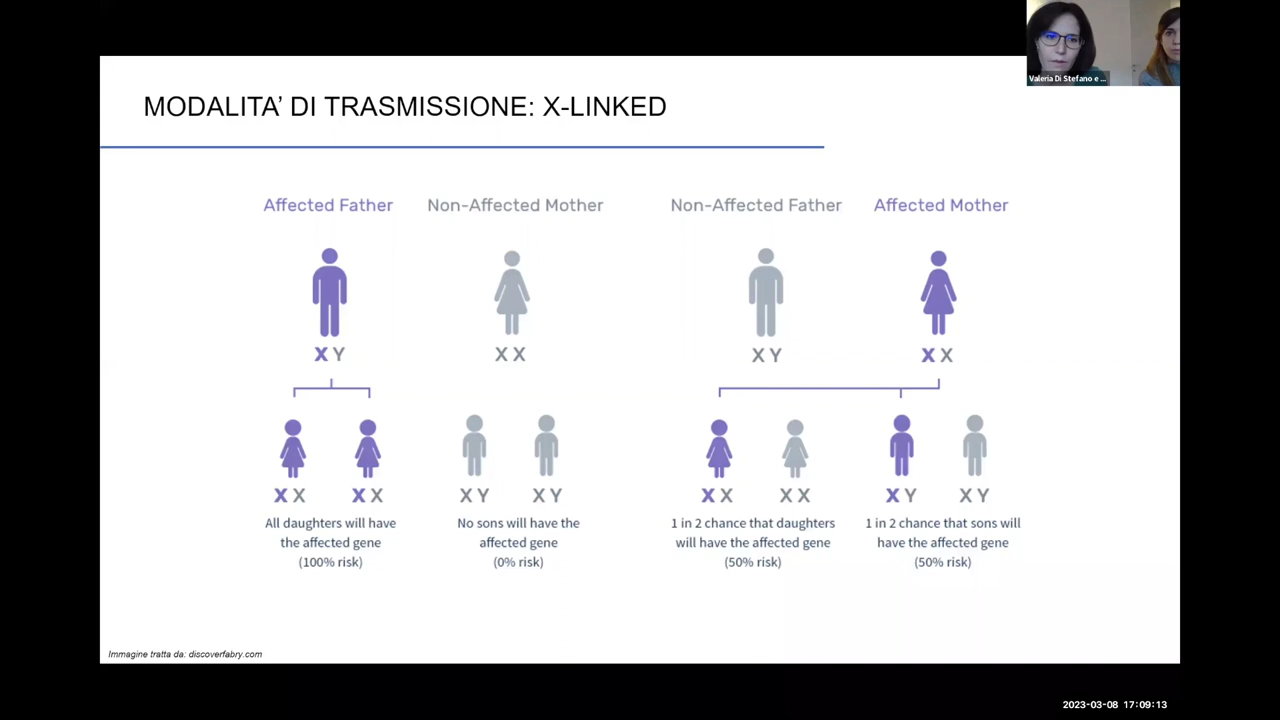 Valeria Di Stefano e ...
MODALITA' DI TRASMISSIONE: X-LINKED
Affected Father
Non-Affected Mother
Non-Affected Father
Affected Mother
X Y
X X
X Y
X X
X X
X X
X Y
X Y
X X
X X
X Y
X Y
All daughters will have
the affected gene
(100% risk)
No sons will have the
affected gene
(0% risk)
1 in 2 chance that daughters
will have the affected gene
(50% risk)
1 in 2 chance that sons will
have the affected gene
(50% risk)
Immagine tratta da: discoverfabry.com
2023-03-08 17:09:13